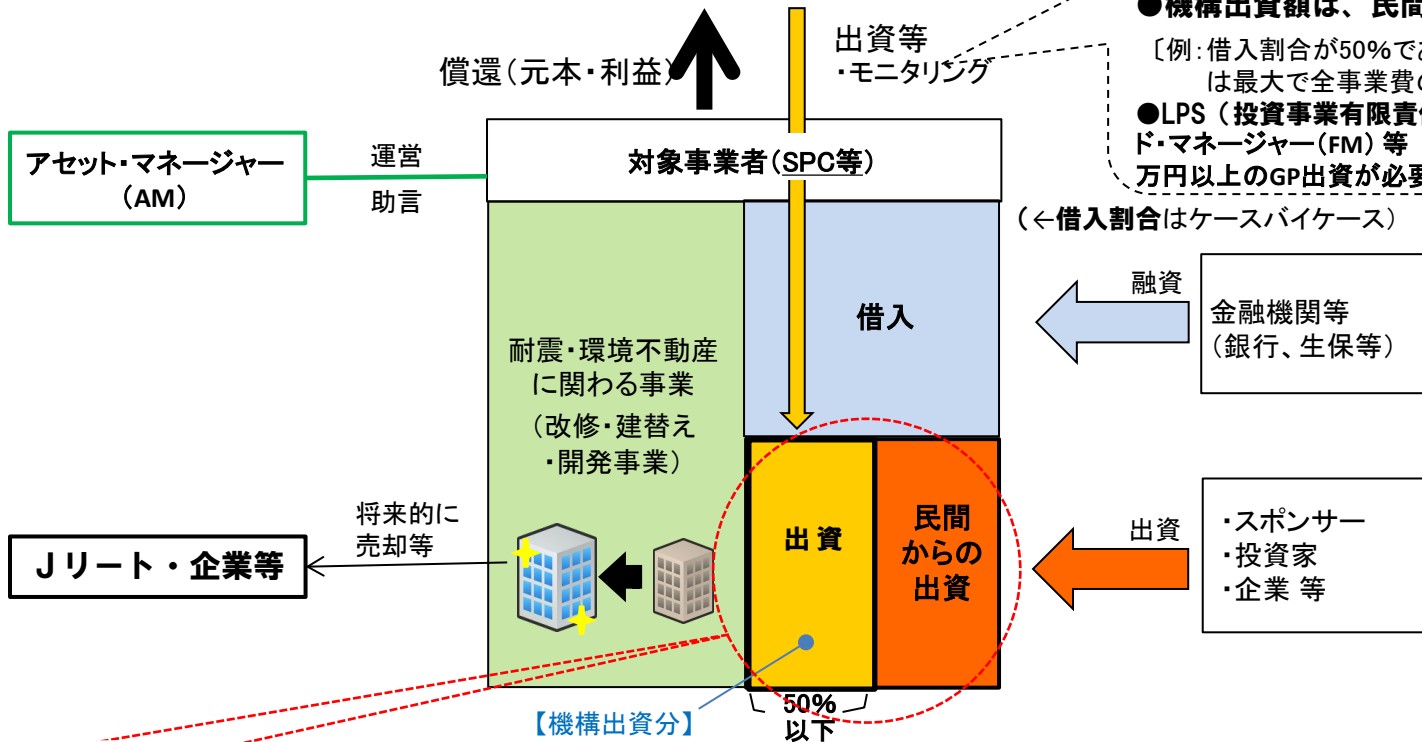 ●機構出資額は、民間
〔例:借入割合が50%で
は最大で全事業費の
●LPS(投資事業有限責
ド・マネージャー(FM)等
万円以上のGP出資が必要
償還(元本・利益)
出資等
・モニタリング
アセット・マネージャー
(AM)
運営
助言
対象事業者(SPC等)
(←借入割合はケースバイケース)
借入
融資
金融機関等
(銀行、生保等)
耐震・環境不動産
に関わる事業
(改修・建替え
・開発事業)
出資
民間
からの
出資
出資
・スポンサー
・投資家
・企業 等
将来的に
売却等
Jリート・企業等
【機構出資分】
50%
以下